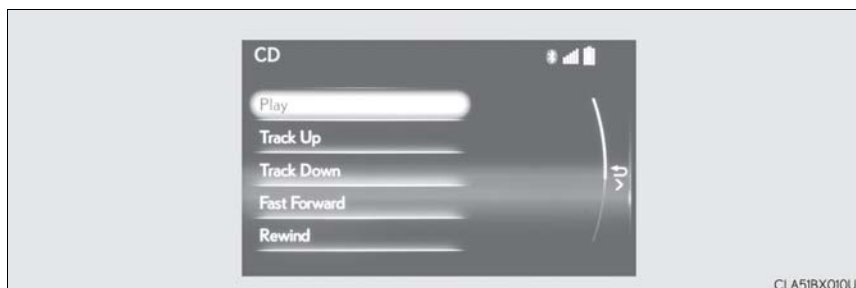 CD
Play
Track Up
Track Down
Fast Forward
Rewind
CLA51BX010U